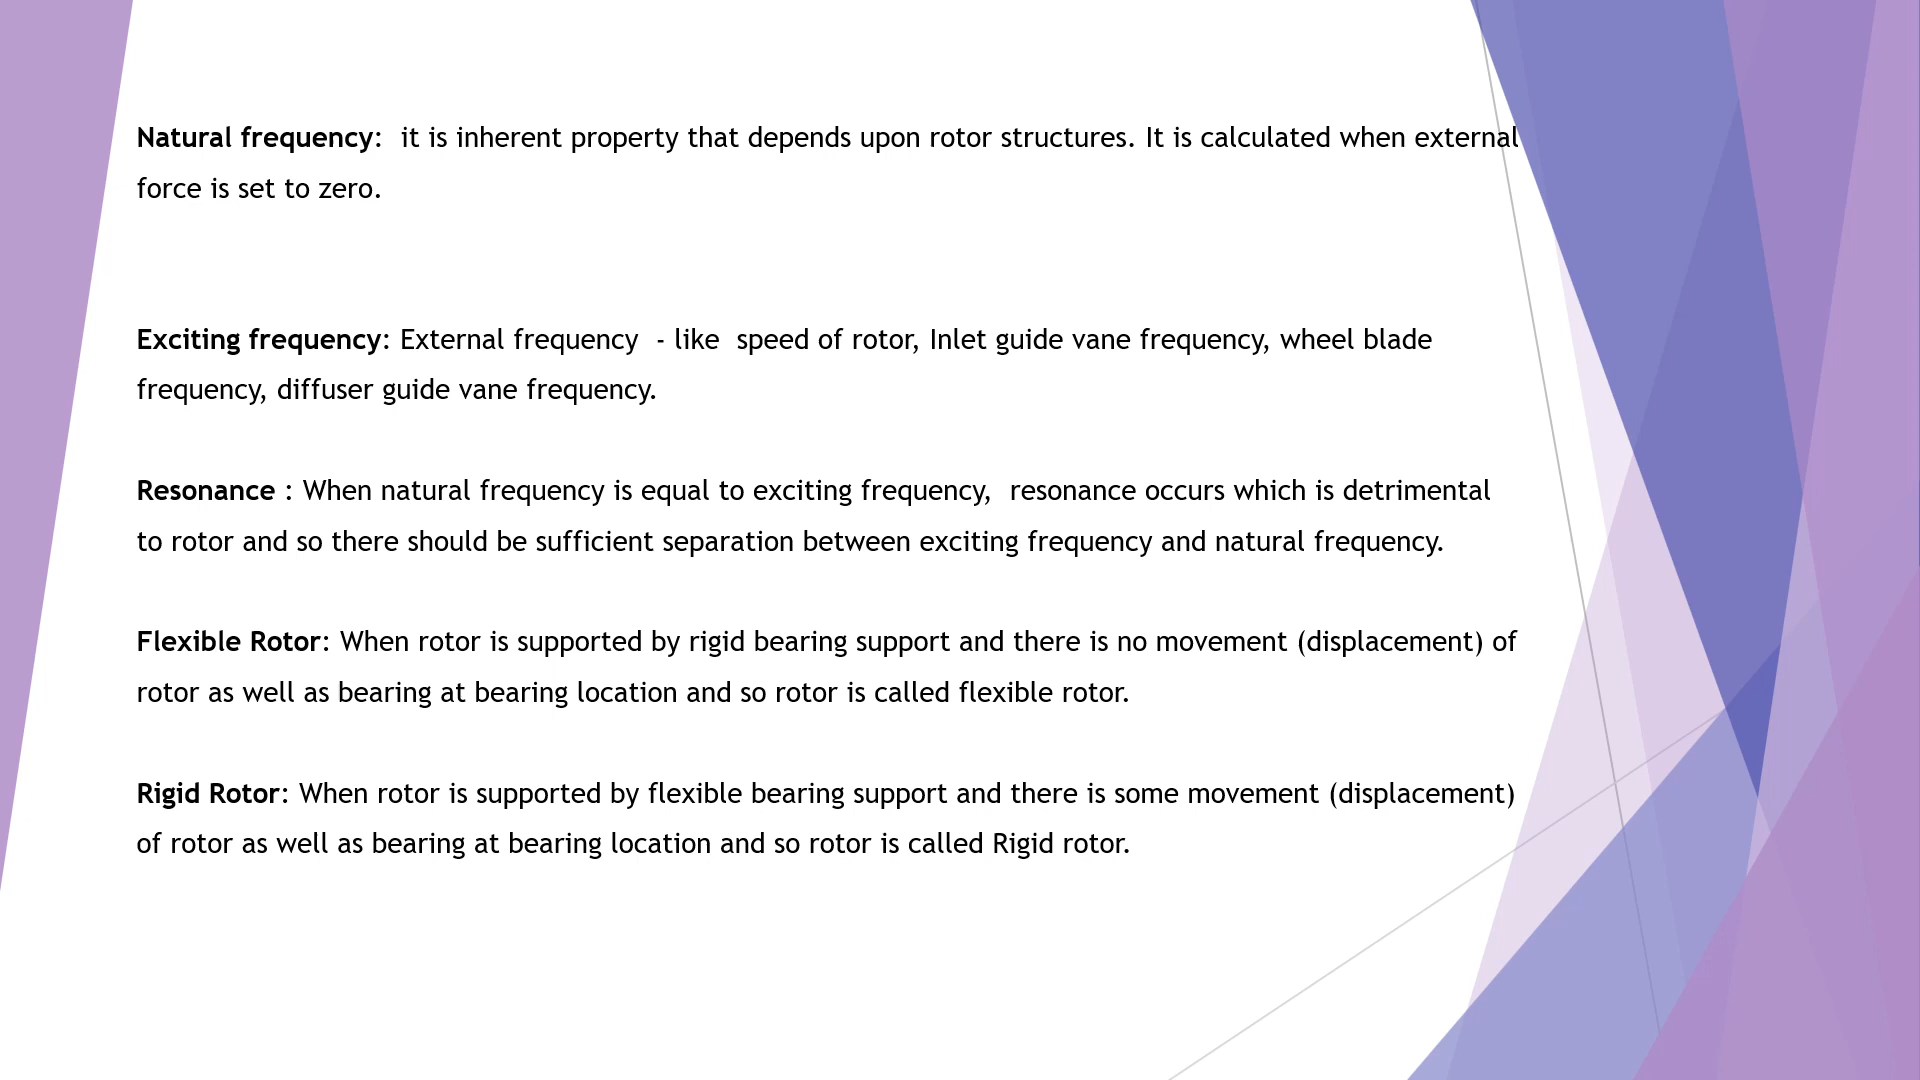 Natural frequency:  it is inherent property that depends upon rotor structures. It is calculated when external
force is set to zero.
Exciting frequency: External frequency  - like  speed of rotor, Inlet guide vane frequency, wheel blade
frequency, diffuser guide vane frequency.
Resonance : When natural frequency is equal to exciting frequency,  resonance occurs which is detrimental
to rotor and so there should be sufficient separation between exciting frequency and natural frequency.
Flexible Rotor: When rotor is supported by rigid bearing support and there is no movement (displacement) of
rotor as well as bearing at bearing location and so rotor is called flexible rotor.
Rigid Rotor: When rotor is supported by flexible bearing support and there is some movement (displacement)
of rotor as well as bearing at bearing location and so rotor is called Rigid rotor.